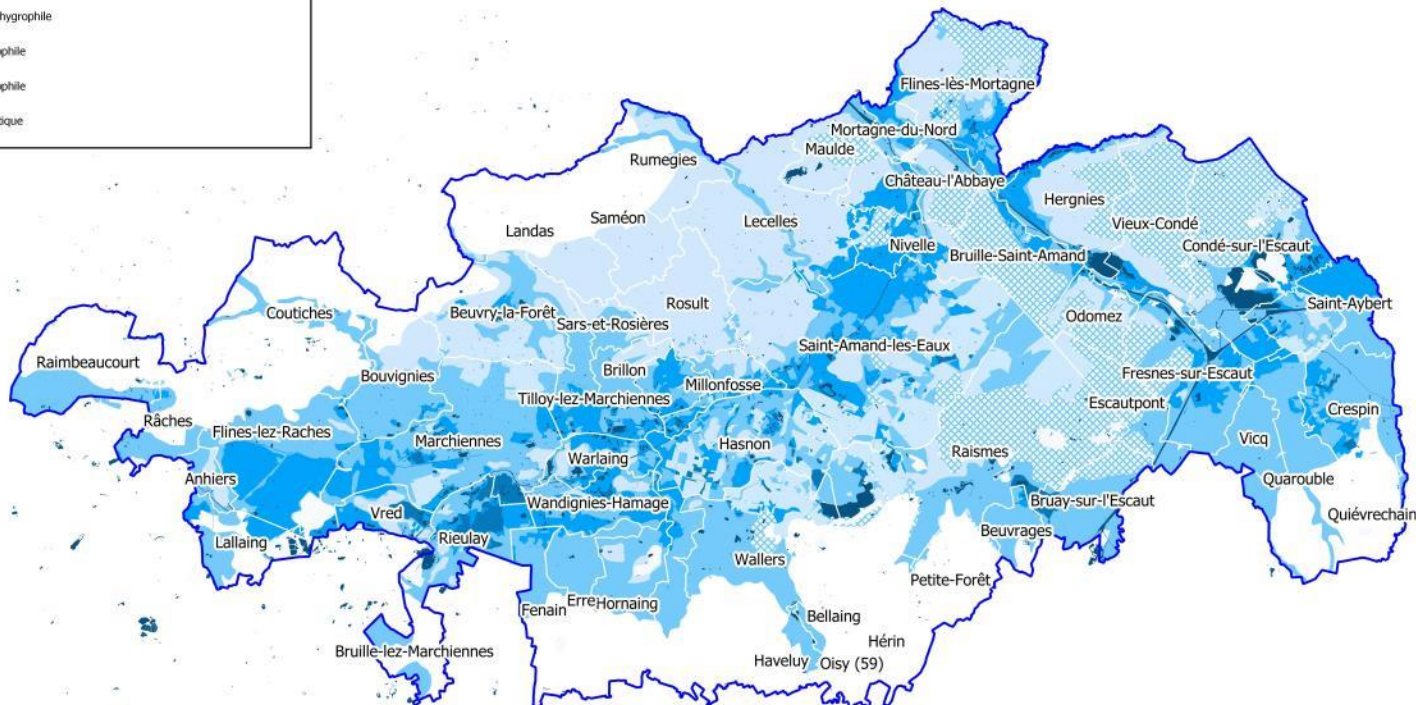 hygrophile
ophile
ophile
tique
Flines-lès-Mortagne
Mortagne-du-Nord
Maulde
Rumegies
Château-l'Abbaye
Hergnies
Saméon
Lecelles
Vieux-Condé
Landas
Nivelle
Condé-sur-l'Escaut
Bruille-Saint-Amand
Rosult
Saint-Aybert
Beuvry-la-Forêt
Coutiches
Odomez
Sars-et-Rosières
Saint-Amand-les-Eaux
Raimbeaucourt
Brillon
Fresnes-sur-Escaut
Bouvignies
Millonfosse
Tilloy-lez-Marchiennes
Escautpont
Crespin
Râches
Flines-lez-Raches
Marchiennes
Hasnon
Vicq
Raismes
Warlaing
Anhiers
Quarouble
Wandignies-Hamage
Bruay-sur-l'Escaut
Vred
Quiévrechain
Beuvrages
Rieulay
Lallaing
Wallers
Petite-Forêt
Erre
Hornaing
Fenain
Bellaing
Hérin
Bruille-lez-Marchiennes
Haveluy
Oisy (59)